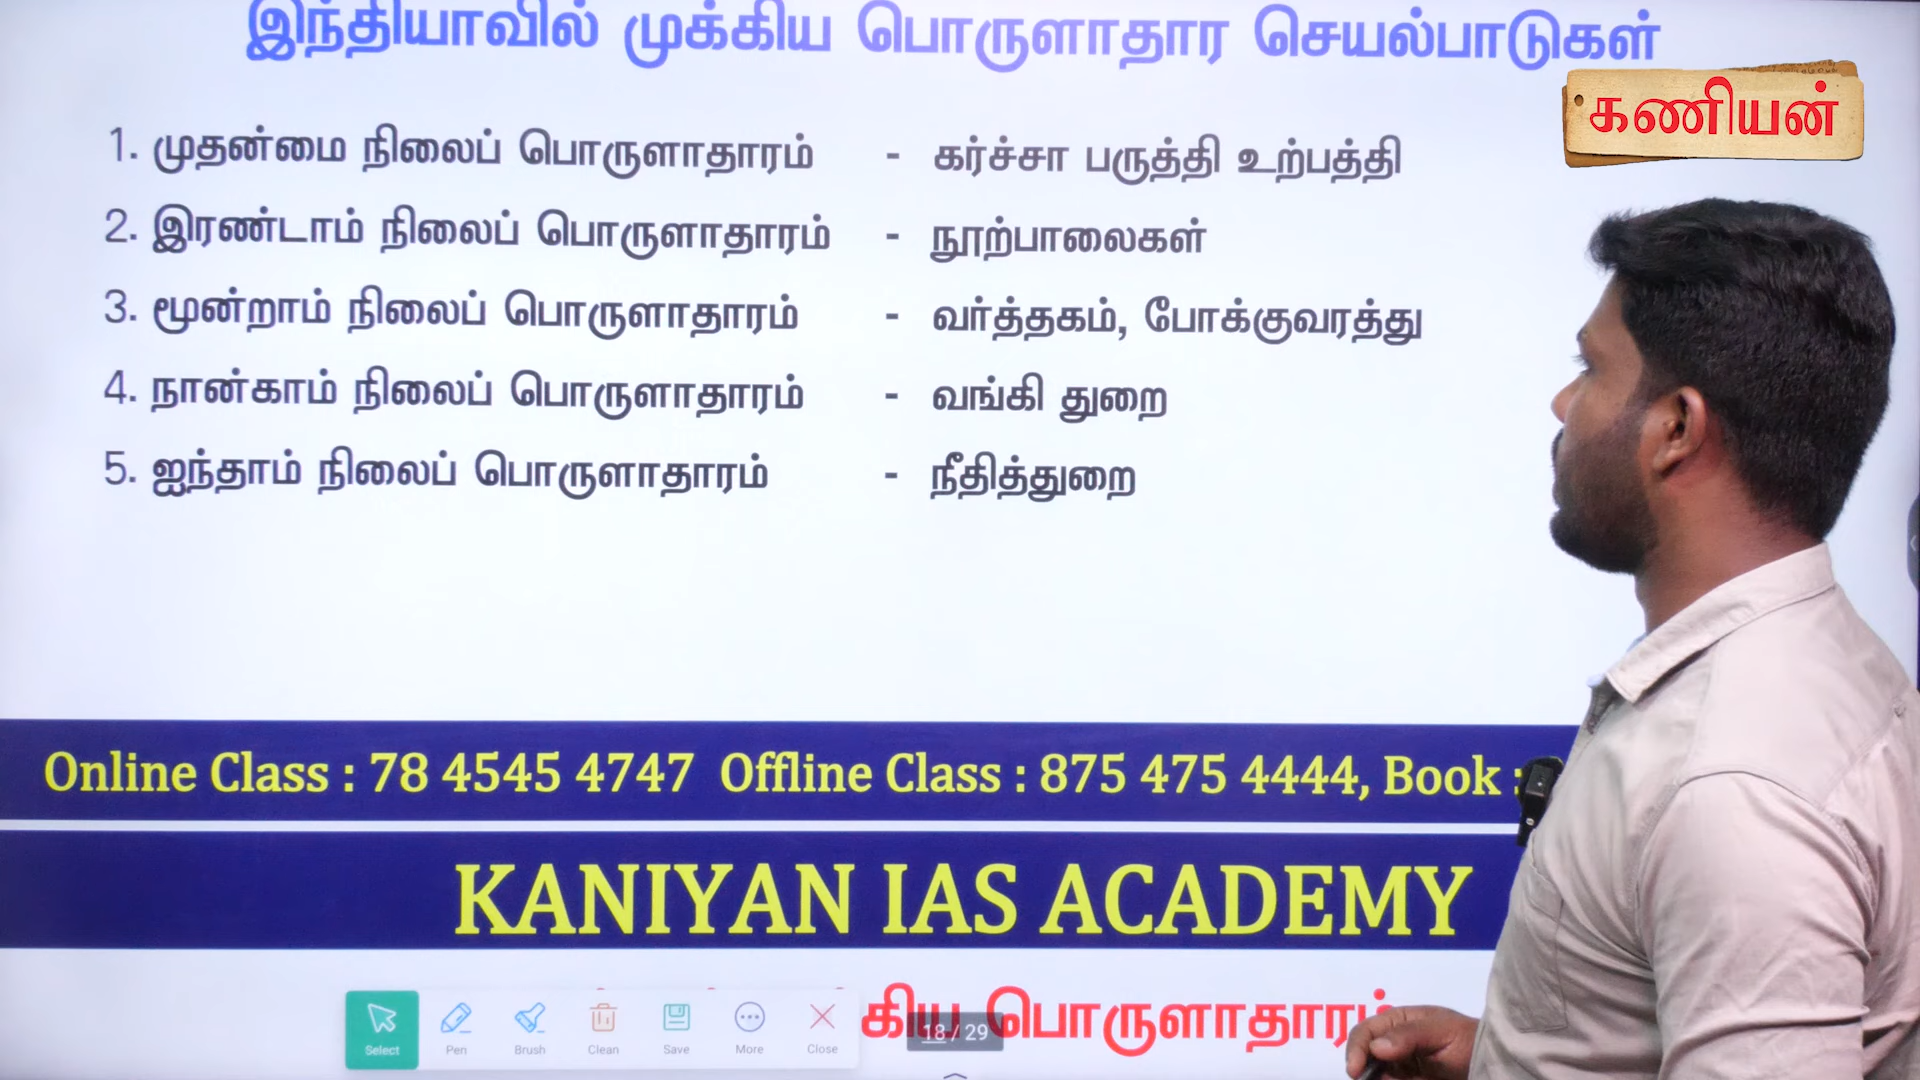 இந்தியாவில் முக்கிய பொருளாதார செயல்பாடுகள்
கணியன்
1. முதன்மை நிலைப் பொருளாதாரம் - கர்ச்சா பருத்தி உற்பத்தி
2. இரண்டாம் நிலைப் பொருளாதாரம் - நூற்பாலைகள்
3. மூன்றாம் நிலைப் பொருளாதாரம் - வர்த்தகம், போக்குவரத்து
4. நான்காம் நிலைப் பொருளாதாரம் - வங்கி துறை
5. ஐந்தாம் நிலைப் பொருளாதாரம் - நீதித்துறை
Online Class : 78 4545 4747 Offline Class : 875 475 4444, Book :
KANIYAN IAS ACADEMY
பொருளாதாரம்
Select Pen Brush Clean Save More Close
18 / 29